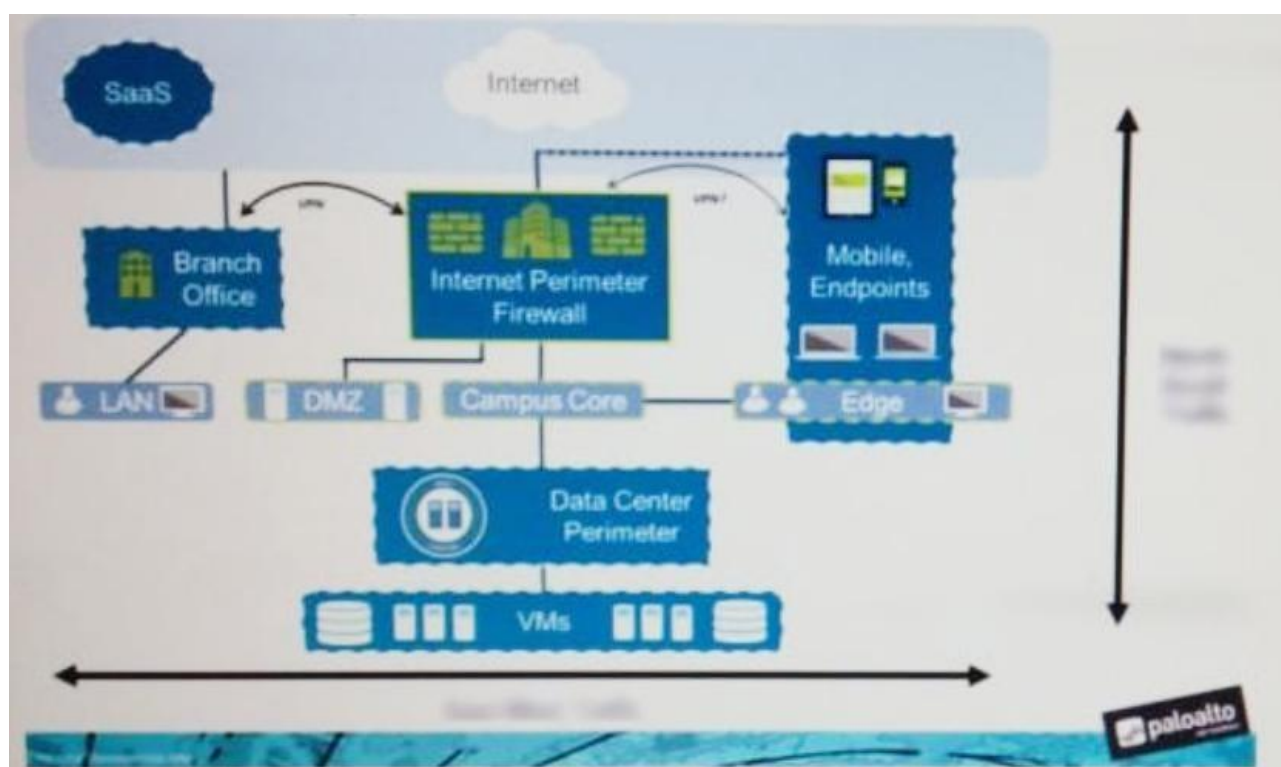 SaaS
Internet
Branch
Office
Internet Perimeter
Firewall
Mobile,
Endpoints
LAN
DMZ
Campus Core
Edge
Data Center
Perimeter
VMs
paloalto